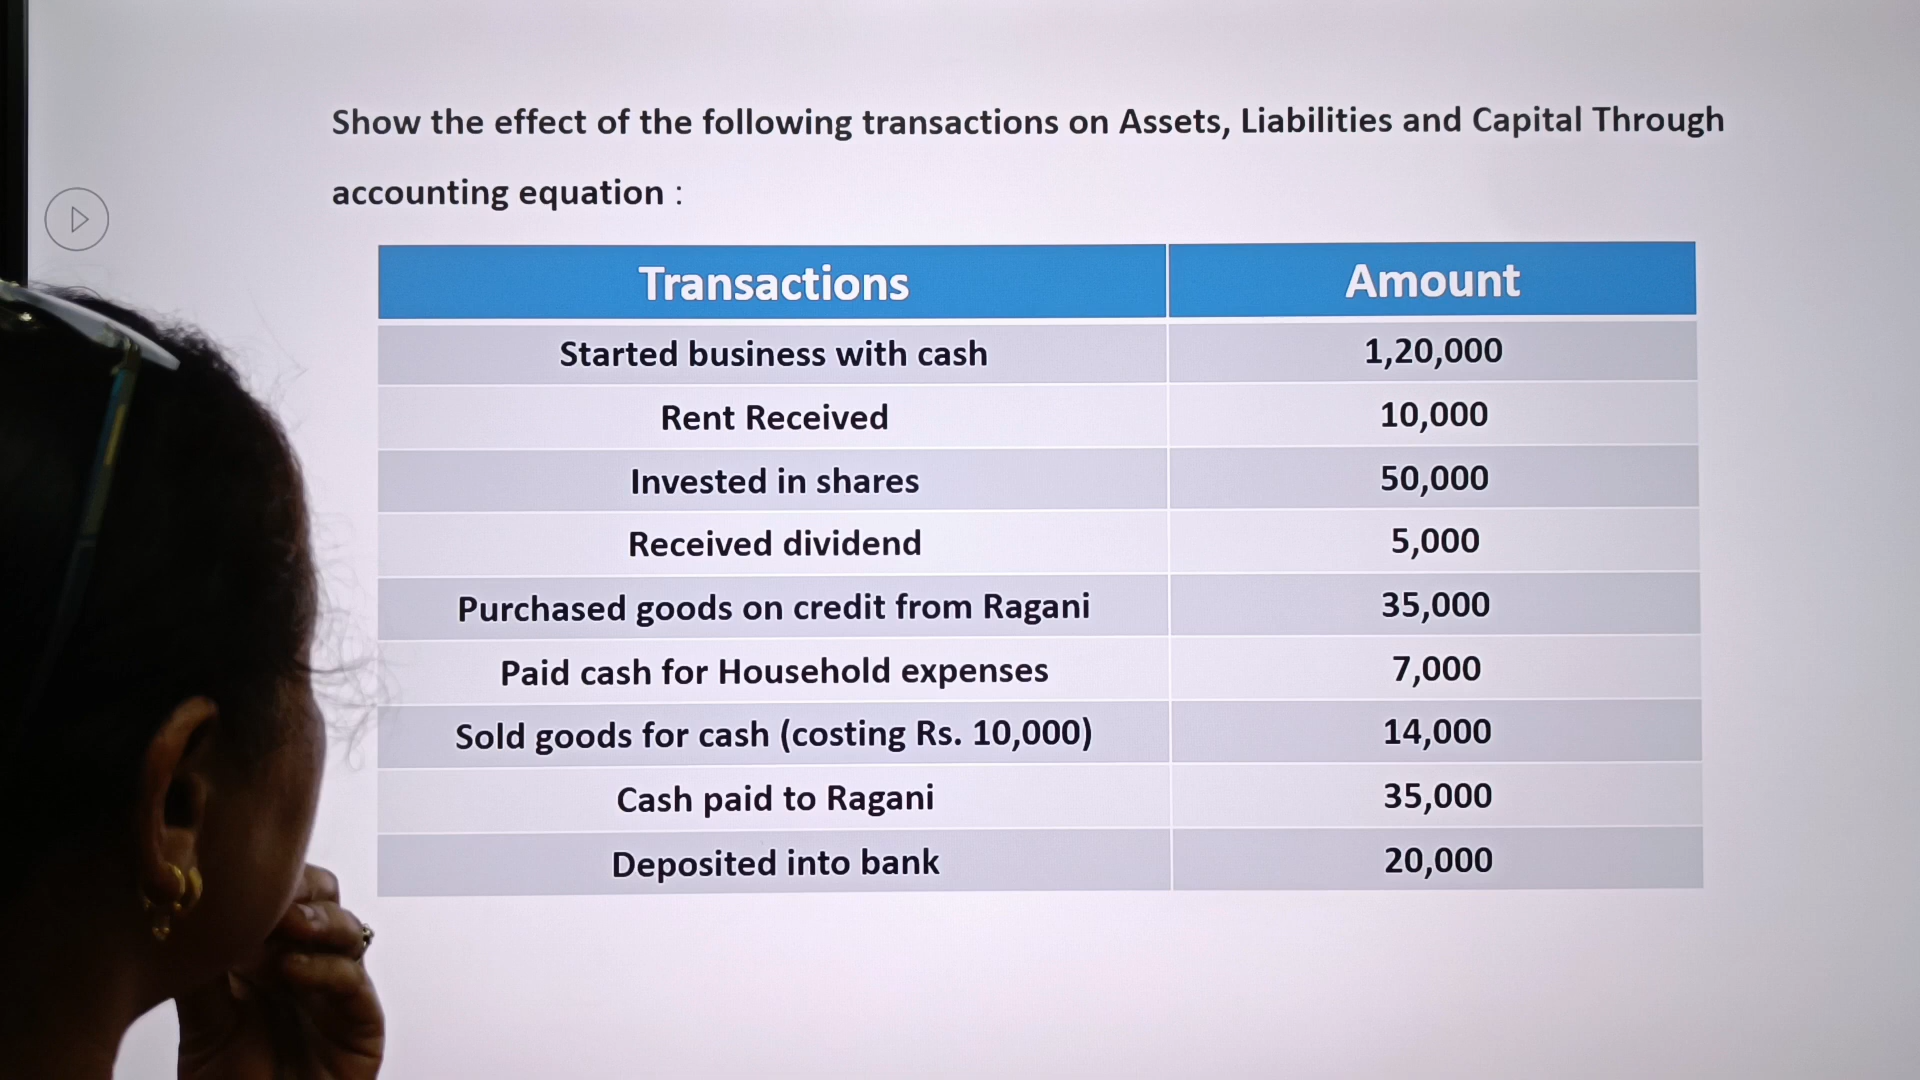 Show the effect of the following transactions on Assets, Liabilities and Capital Through
accounting equation :
Transactions Amount
Started business with cash 1,20,000
Rent Received 10,000
Invested in shares 50,000
Received dividend 5,000
Purchased goods on credit from Ragani 35,000
Paid cash for Household expenses 7,000
Sold goods for cash (costing Rs. 10,000) 14,000
Cash paid to Ragani 35,000
Deposited into bank 20,000